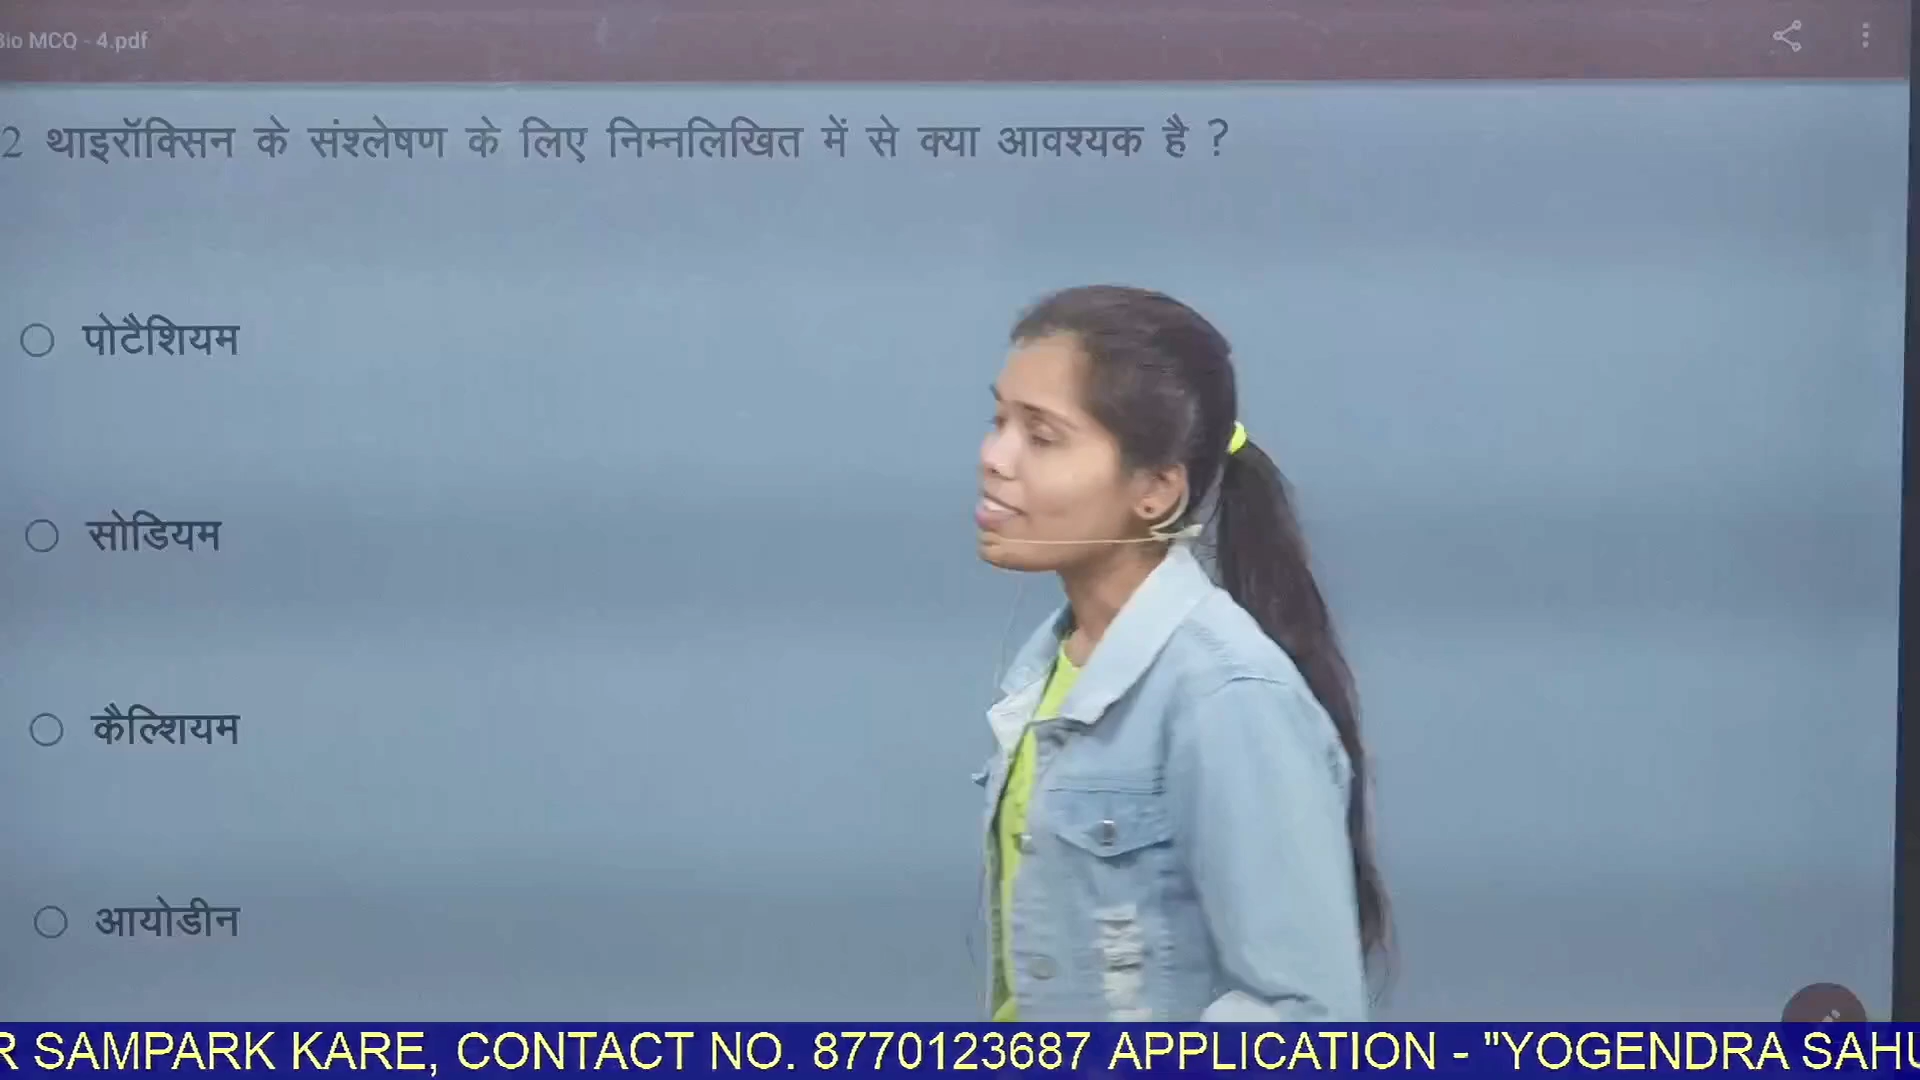 Bio MCQ - 4.pdf
2 थाइरॉक्सिन के संश्लेषण के लिए निम्नलिखित में से क्या आवश्यक है ?
पोटैशियम
सोडियम
कैल्शियम
आयोडीन
R SAMPARK KARE, CONTACT NO. 8770123687 APPLICATION - "YOGENDRA SAHU